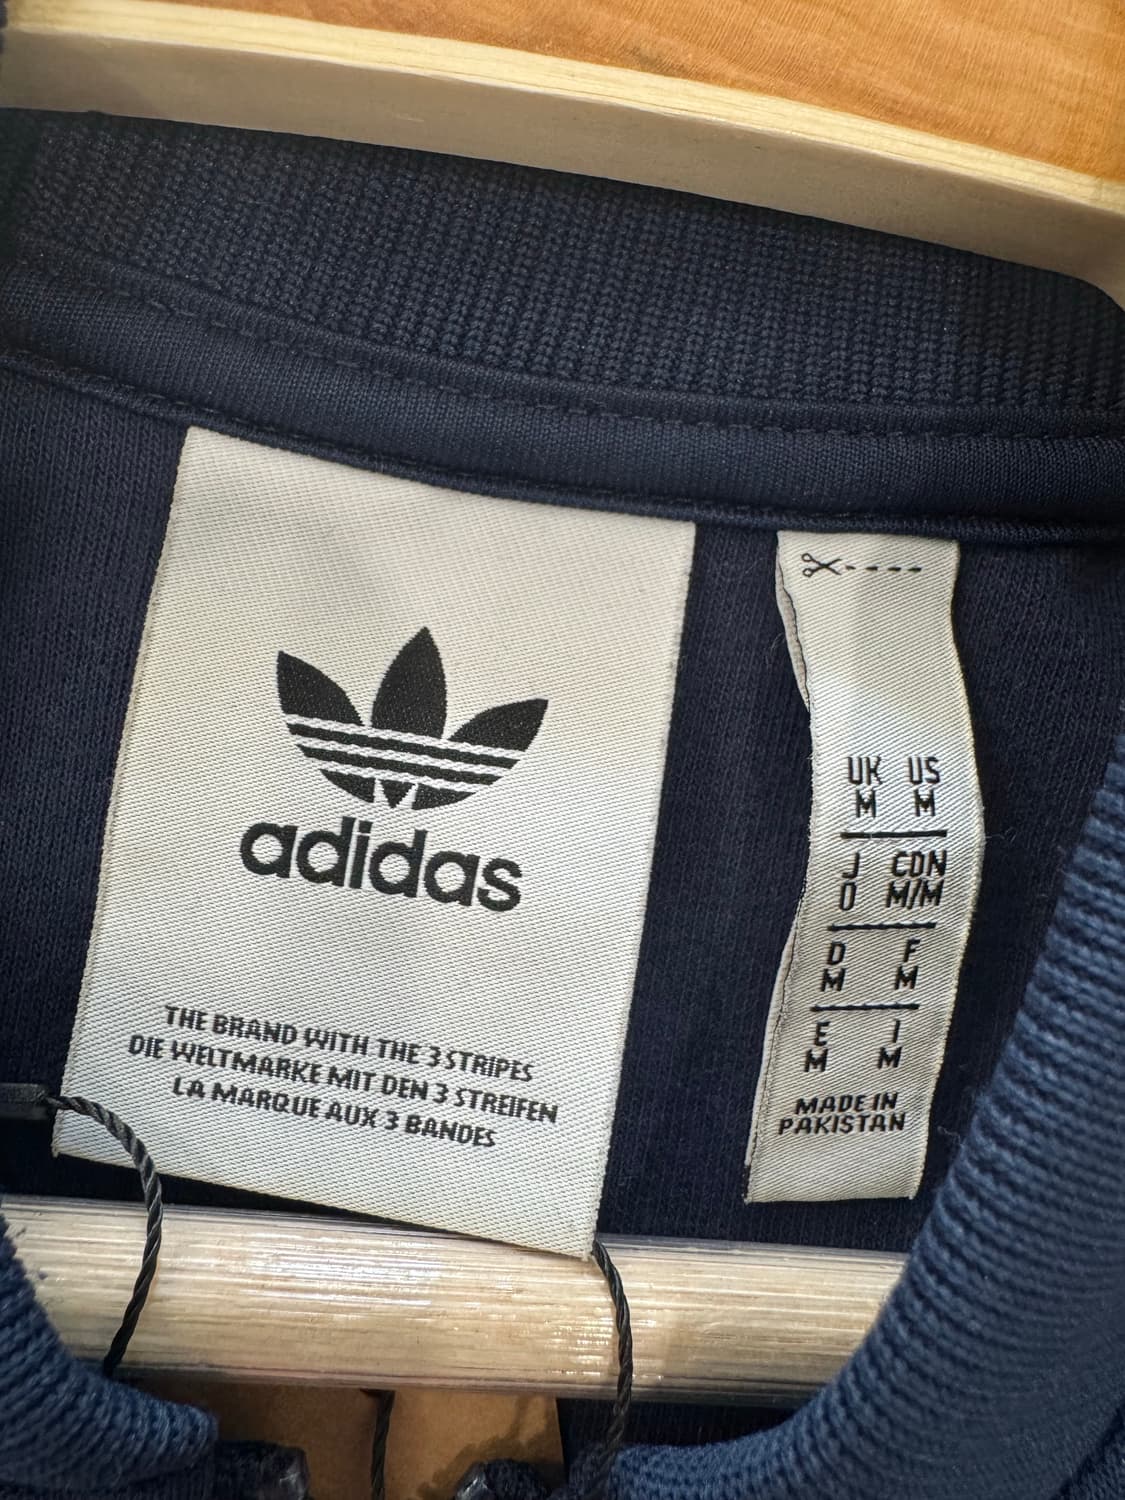 adidas
THE BRAND WITH THE 3 STRIPES
DIE WELTMARKE MIT DEN 3 STREIFEN
LA MARQUE AUX 3 BANDES
UK US
M M
J CDN
O M/M
D F
M M
E I
M M
MADE IN
PAKISTAN